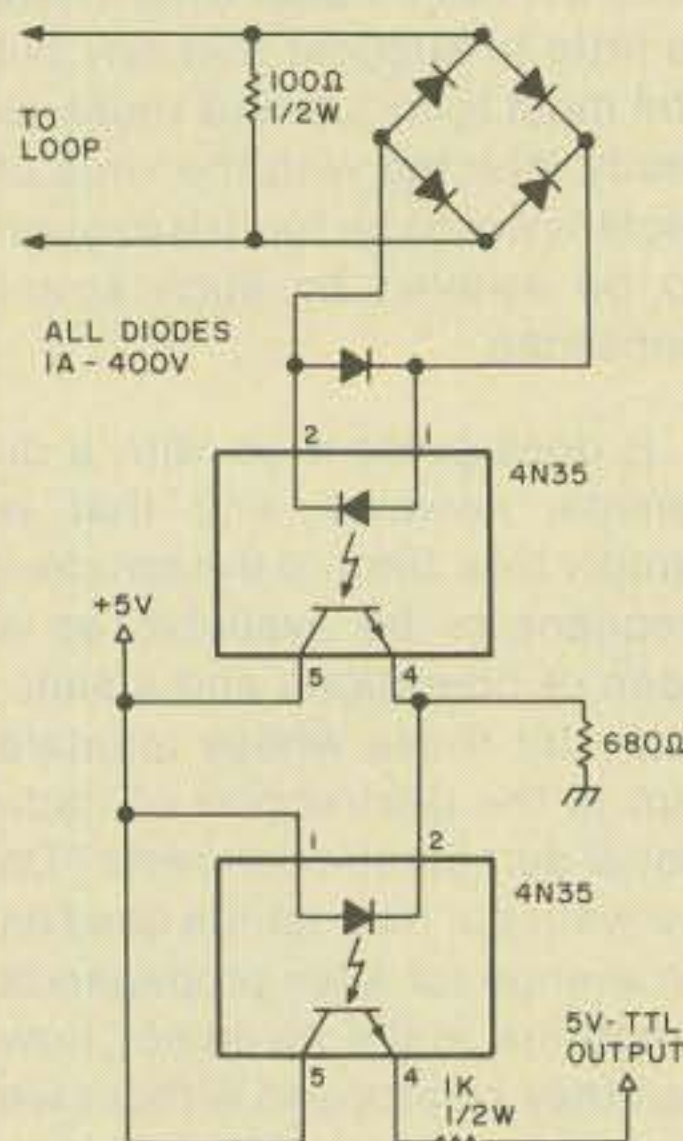 100Ω
1/2W
TO
LOOP
ALL DIODES
1A - 400V
2
1
4N35
+5V
5
4
680Ω
1
2
4N35
5V-TTL
OUTPUT
5
4
1K
1/2W